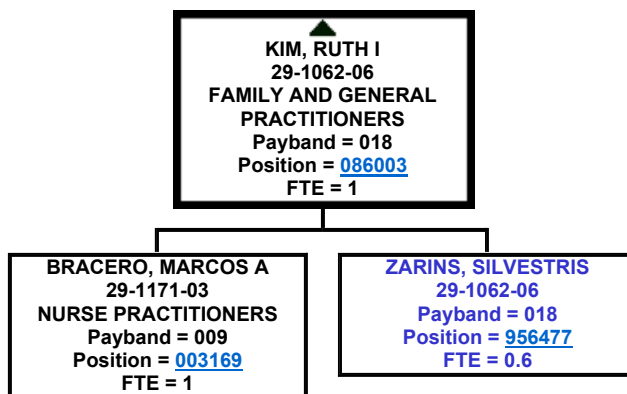 KIM, RUTH I
29-1062-06
FAMILY AND GENERAL
PRACTITIONERS
Payband = 018
Position = 086003
FTE = 1
BRACERO, MARCOS A
29-1171-03
NURSE PRACTITIONERS
Payband = 009
Position = 003169
FTE = 1
ZARINS, SILVESTRIS
29-1062-06
Payband = 018
Position = 956477
FTE = 0.6